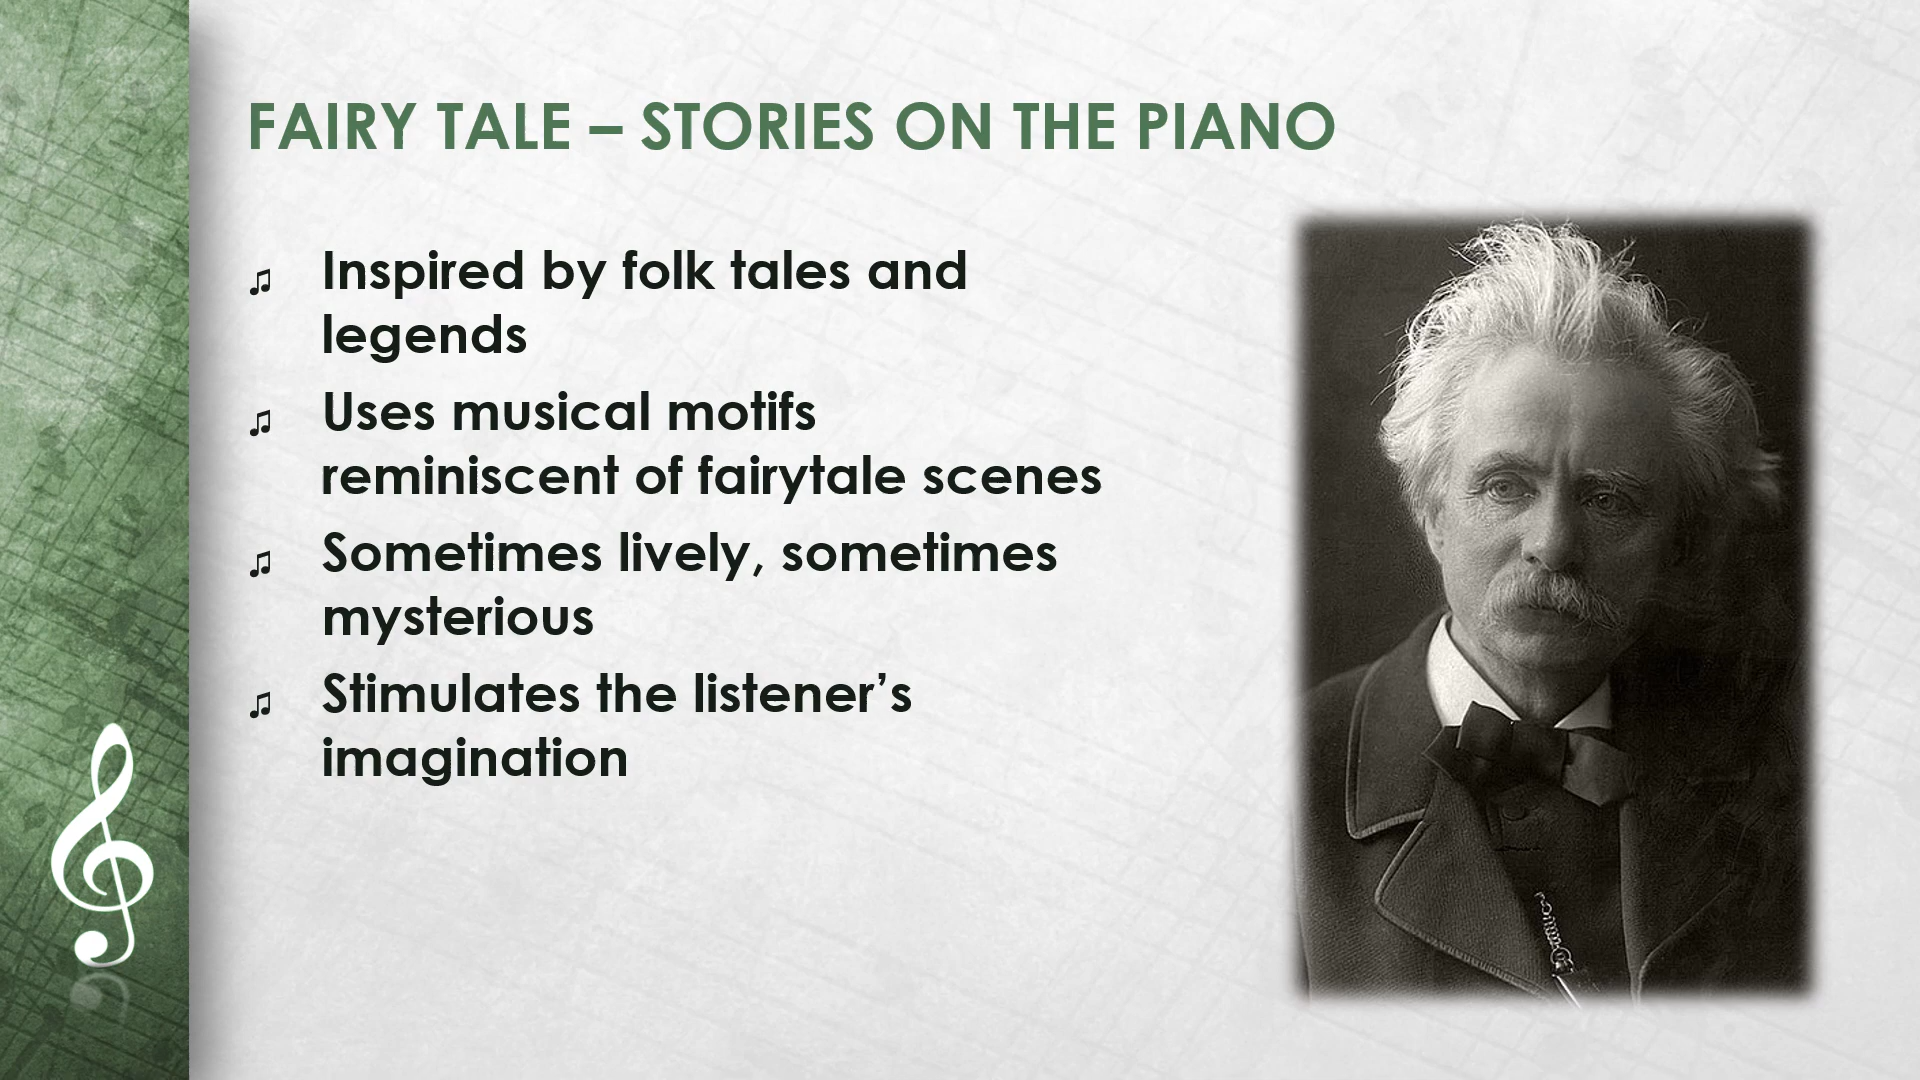 FAIRY TALE – STORIES ON THE PIANO
♫ Inspired by folk tales and
legends
♫ Uses musical motifs
reminiscent of fairytale scenes
♫ Sometimes lively, sometimes
mysterious
♫ Stimulates the listener’s
imagination